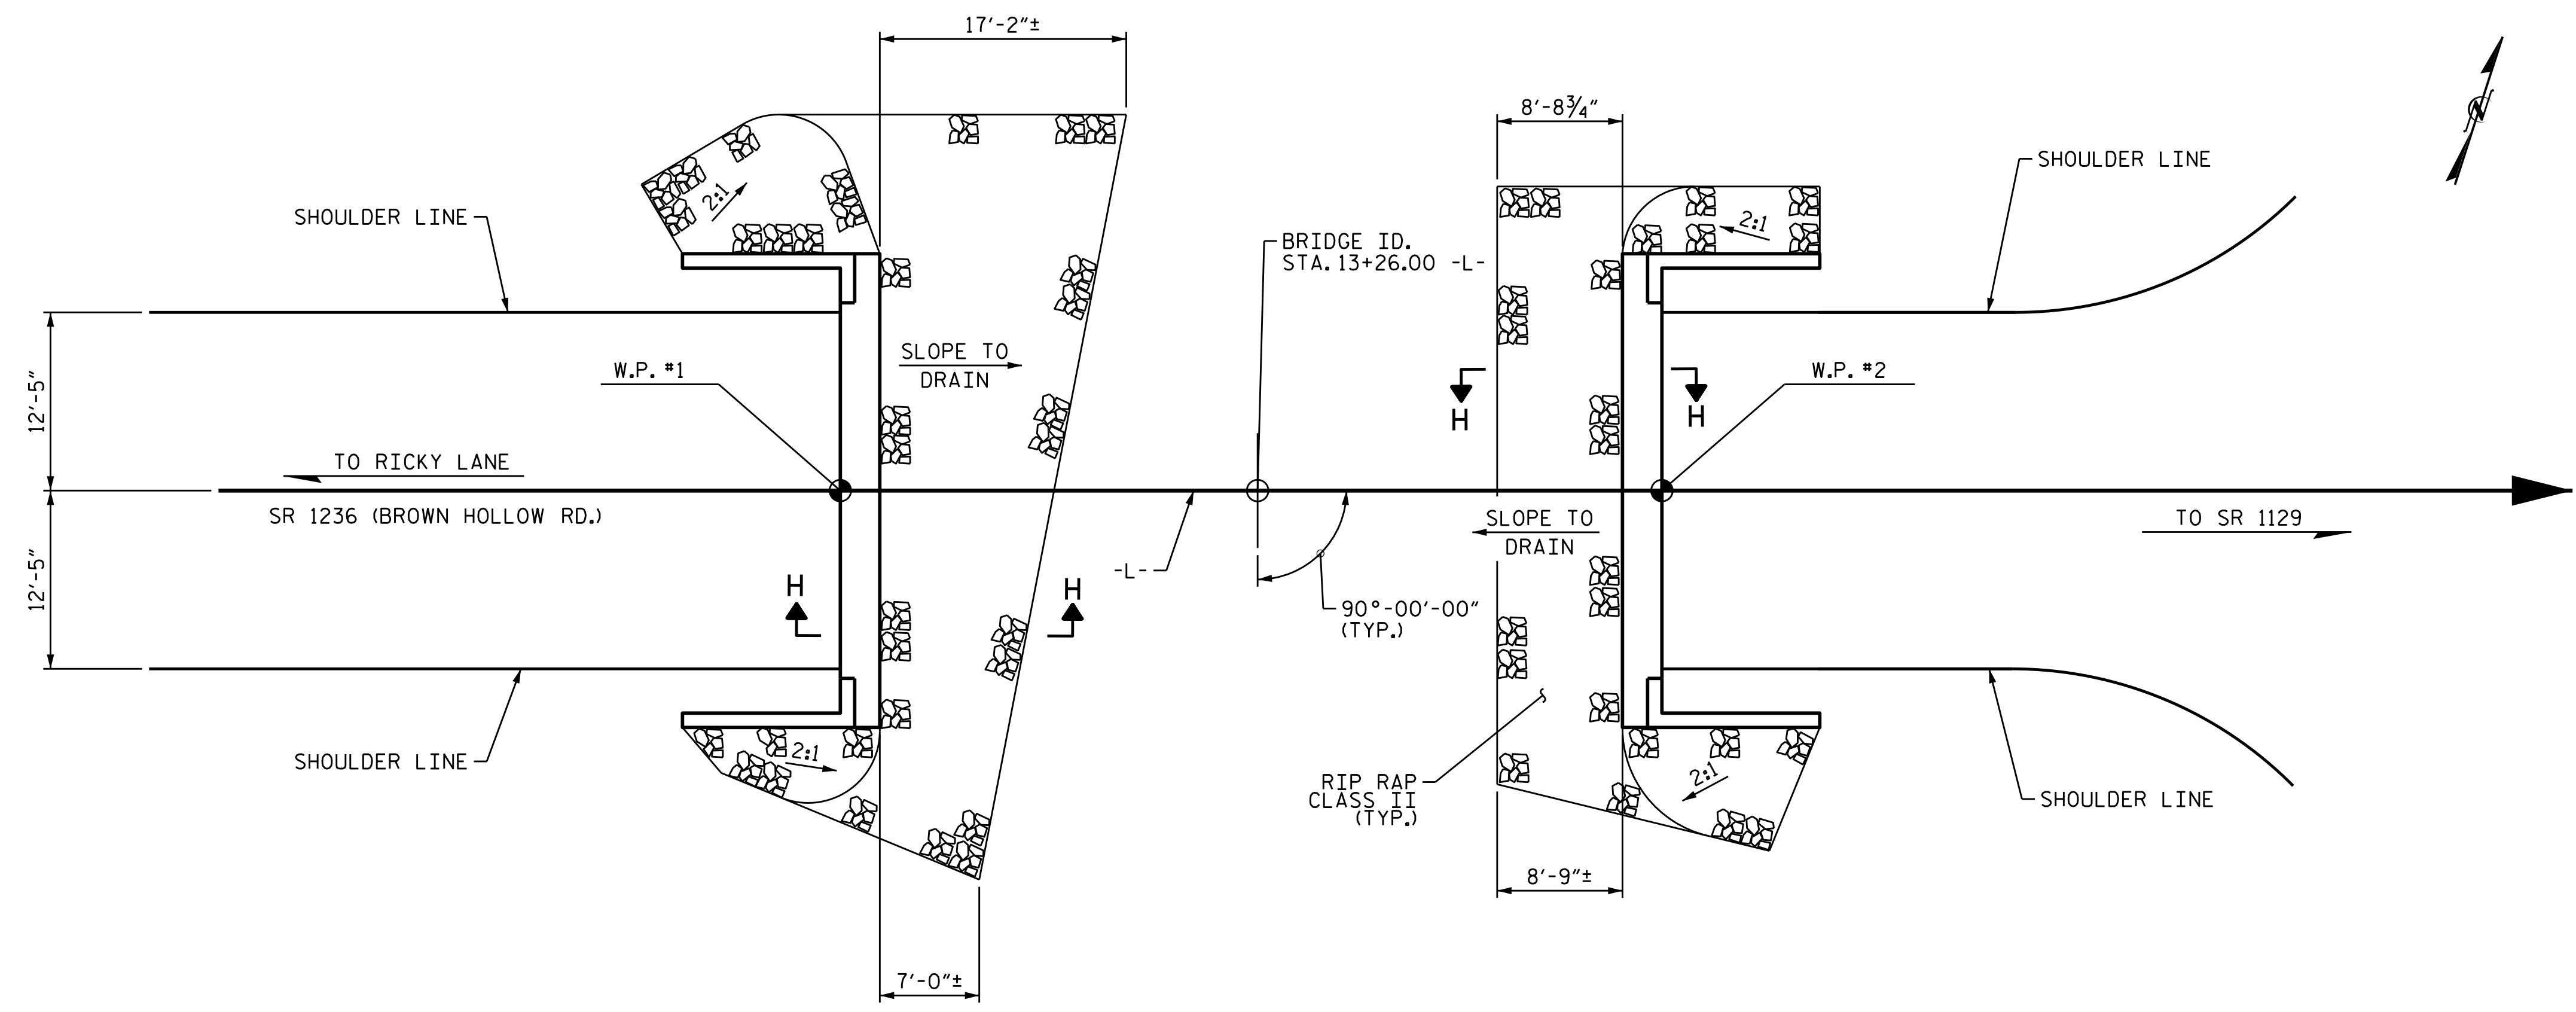 17'-2"±
8'-8¾"
N
SHOULDER LINE
SHOULDER LINE
2:1
2:1
BRIDGE ID.
STA. 13+26.00 -L-
SLOPE TO
DRAIN
W.P. #1
W.P. #2
H
H
12'-5"
TO RICKY LANE
SR 1236 (BROWN HOLLOW RD.)
SLOPE TO
DRAIN
TO SR 1129
12'-5"
-L-
H
H
90°-00'-00"
(TYP.)
SHOULDER LINE
2:1
2:1
RIP RAP
CLASS II
(TYP.)
SHOULDER LINE
8'-9"±
7'-0"±